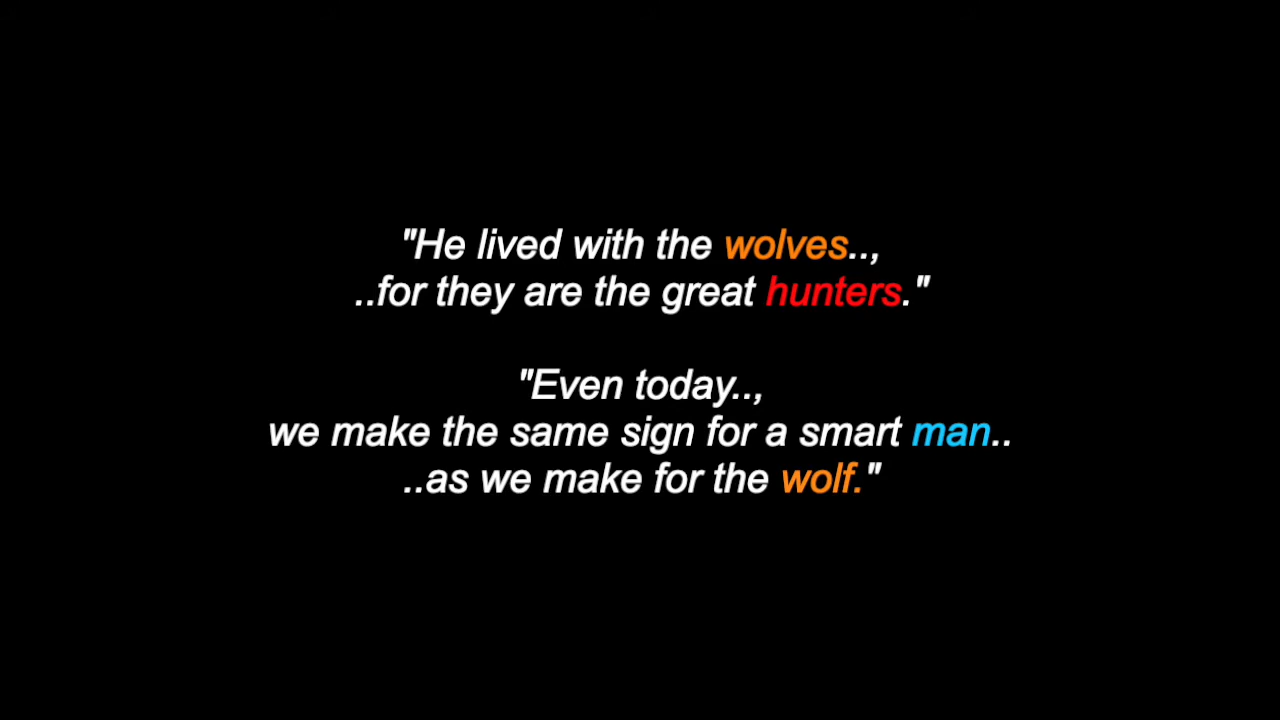 "He lived with the wolves..,
..for they are the great hunters."
"Even today..,
we make the same sign for a smart man..
..as we make for the wolf."